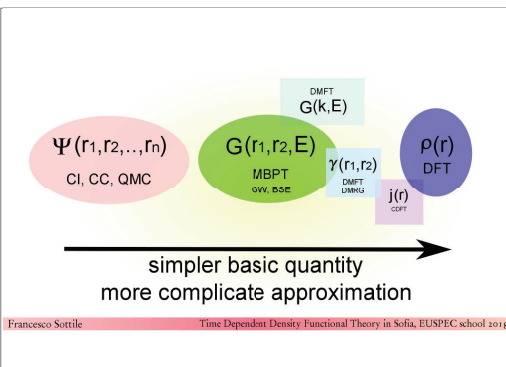 DMFT
G(k,E)
Ψ(r1,r2,..,rn)
CI, CC, QMC
G(r1,r2,E)
MBPT
GW, BSE
γ(r1,r2)
DMFT
DMRG
j(r)
CDFT
ρ(r)
DFT
simpler basic quantity
more complicate approximation
Francesco Sottile
Time Dependent Density Functional Theory in Sofia, EUSPEC school 2019